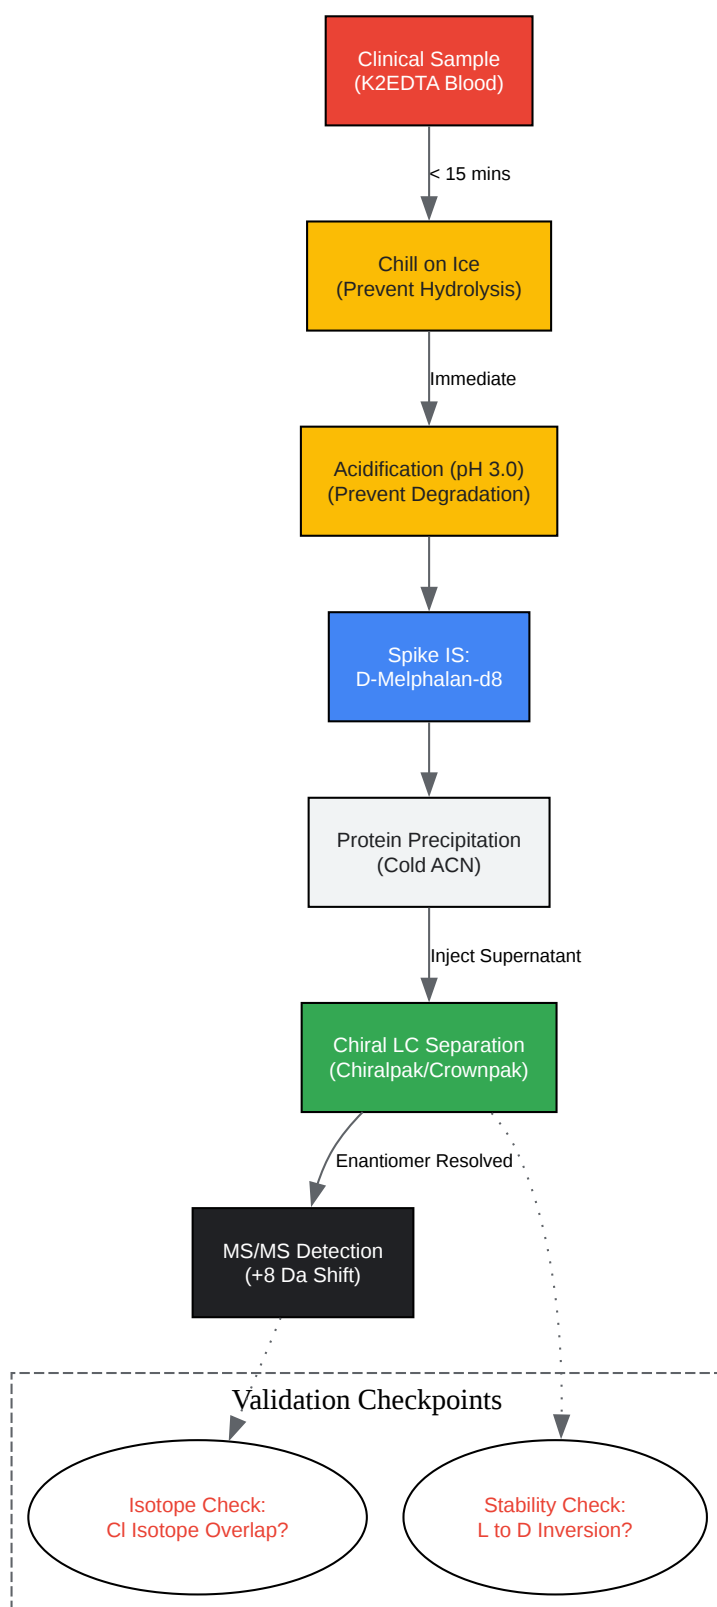 Clinical Sample
(K2EDTA Blood)
< 15 mins
Chill on Ice
(Prevent Hydrolysis)
Immediate
Acidification (pH 3.0)
(Prevent Degradation)
Spike IS:
D-Melphalan-d8
Protein Precipitation
(Cold ACN)
Inject Supernatant
Chiral LC Separation
(Chiralpak/Crownpak)
Enantiomer Resolved
MS/MS Detection
(+8 Da Shift)
Validation Checkpoints
Isotope Check:
Cl Isotope Overlap?
Stability Check:
L to D Inversion?